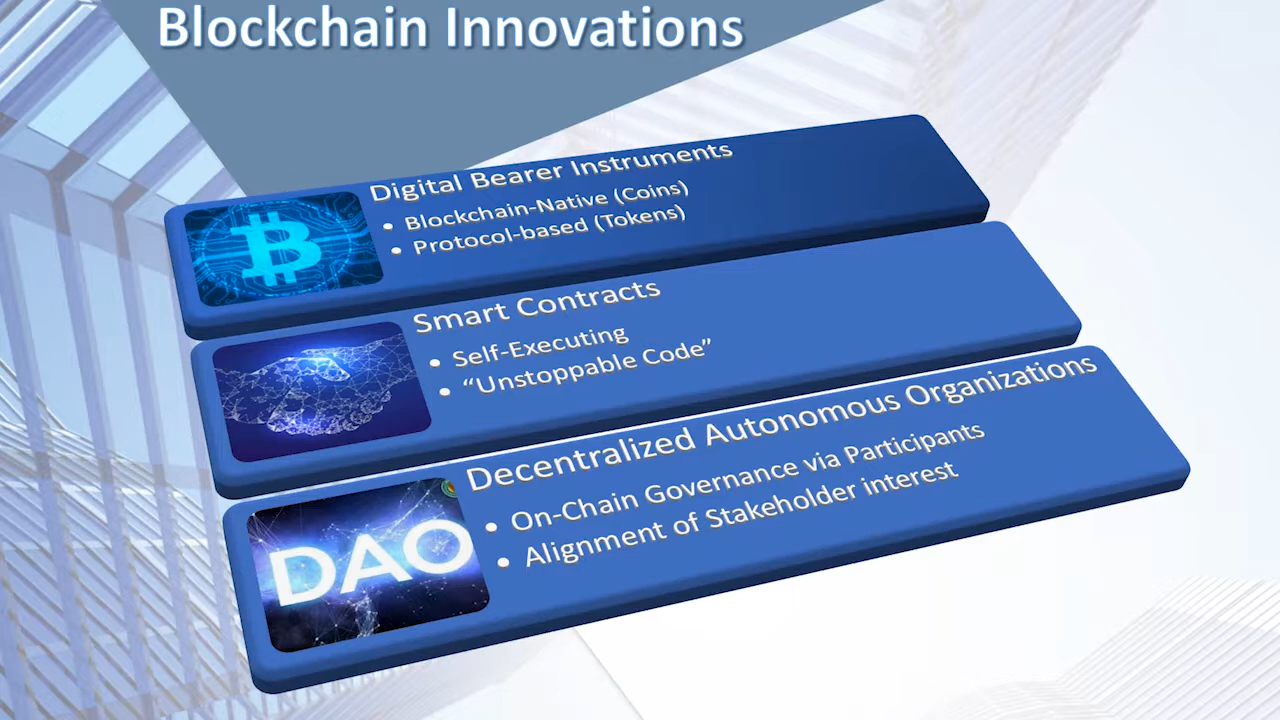 Blockchain Innovations
Digital Bearer Instruments
• Blockchain-Native (Coins)
• Protocol-based (Tokens)
Smart Contracts
• Self-Executing
• “Unstoppable Code”
Decentralized Autonomous Organizations
• On-Chain Governance via Participants
• Alignment of Stakeholder interest
DAO